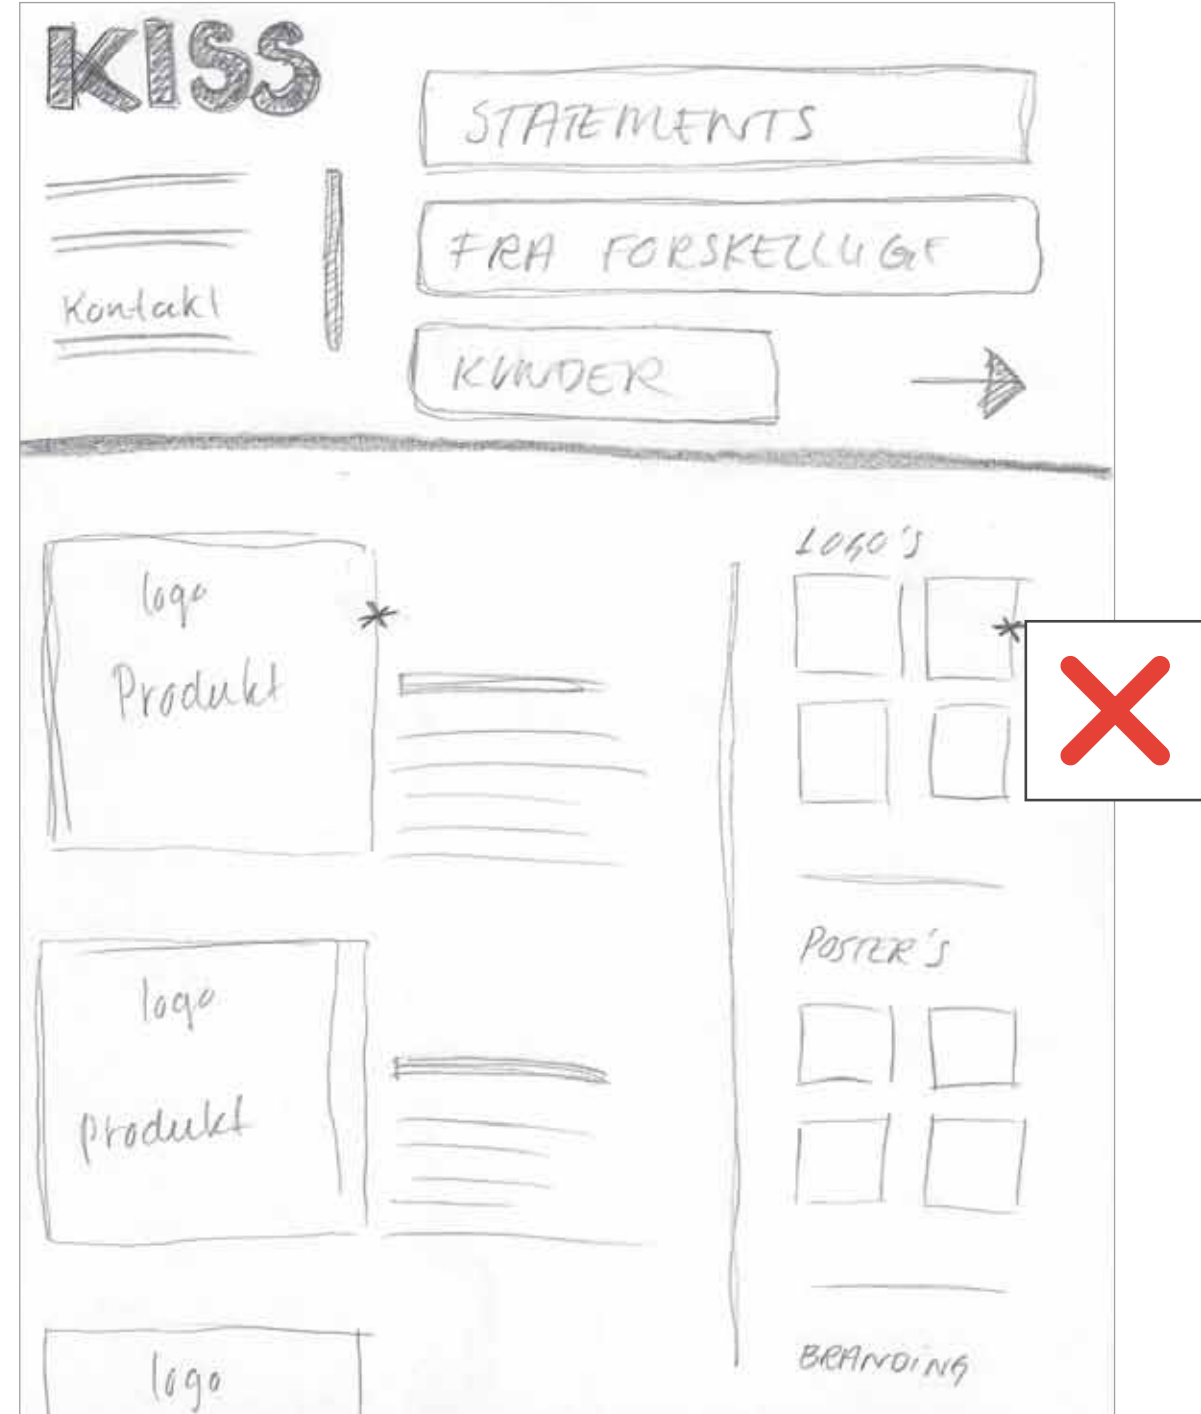 KISS
STATEMENTS
FRA FORSKELLIGE
KUNDER
Kontakt
logo
Produkt
LOGO'S
logo
produkt
POSTER'S
BRANDING
logo